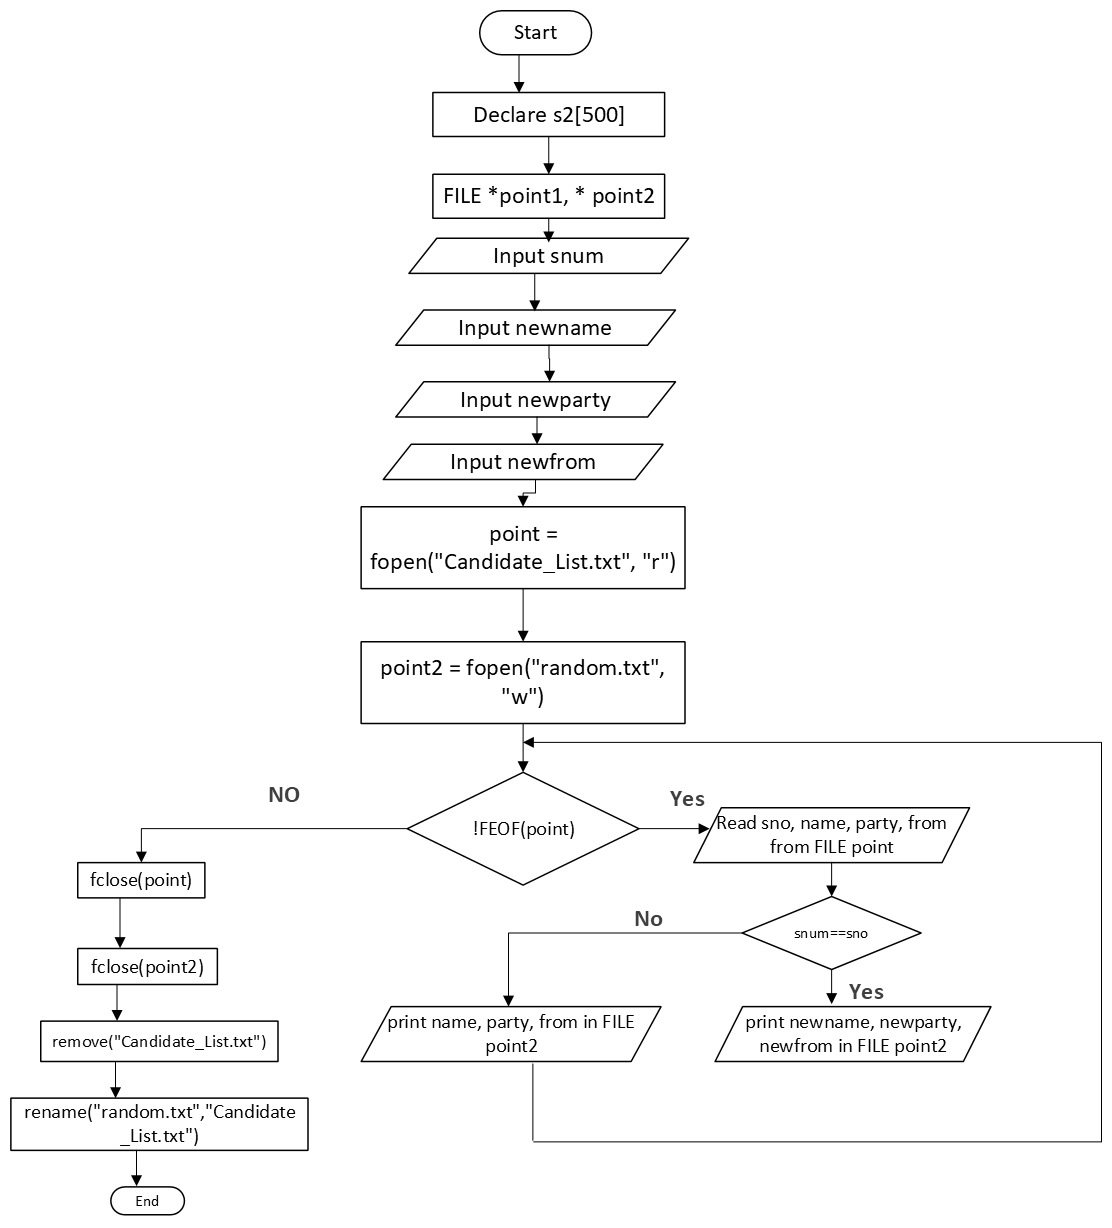 Start
Declare s2[500]
FILE *point1, * point2
Input snum
Input newname
Input newparty
Input newfrom
point =
fopen("Candidate_List.txt", "r")
point2 = fopen("random.txt",
"w")
NO
!FEOF(point)
Yes
Read sno, name, party, from
from FILE point
fclose(point)
No
snum==sno
fclose(point2)
Yes
print name, party, from in FILE
point2
print newname, newparty,
newfrom in FILE point2
remove("Candidate_List.txt")
rename("random.txt","Candidate
_List.txt")
End